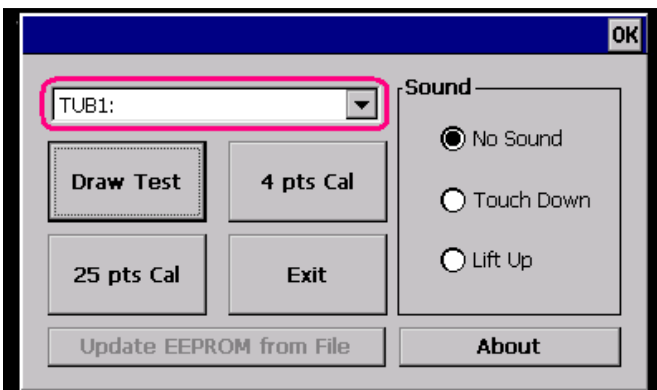 OK
TUB1:
Sound
No Sound
Draw Test
4 pts Cal
Touch Down
25 pts Cal
Exit
Lift Up
Update EEPROM from File
About